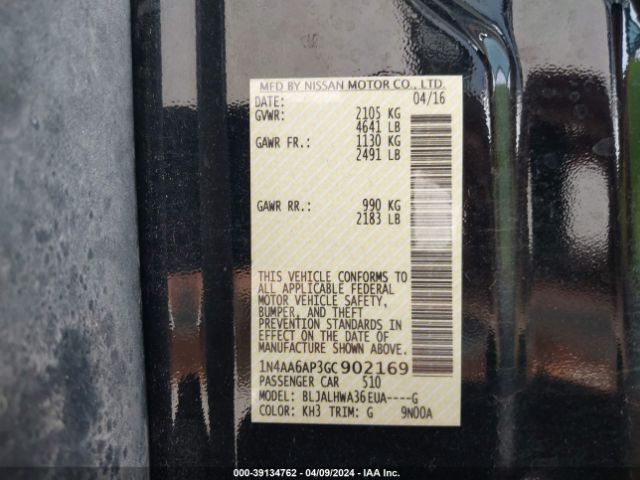 MFD BY NISSAN MOTOR CO., LTD.
DATE: 04/16
GVWR: 2105 KG
4641 LB
GAWR FR.: 1130 KG
2491 LB
GAWR RR.: 990 KG
2183 LB
THIS VEHICLE CONFORMS TO
ALL APPLICABLE FEDERAL
MOTOR VEHICLE SAFETY,
BUMPER, AND THEFT
PREVENTION STANDARDS IN
EFFECT ON THE DATE OF
MANUFACTURE SHOWN ABOVE.
1N4AA6AP3GC902169
PASSENGER CAR 510
MODEL: BLJALHWA36EUA----G
COLOR: KH3 TRIM: G 9N00A
000-39134762 - 04/09/2024 - IAA Inc.